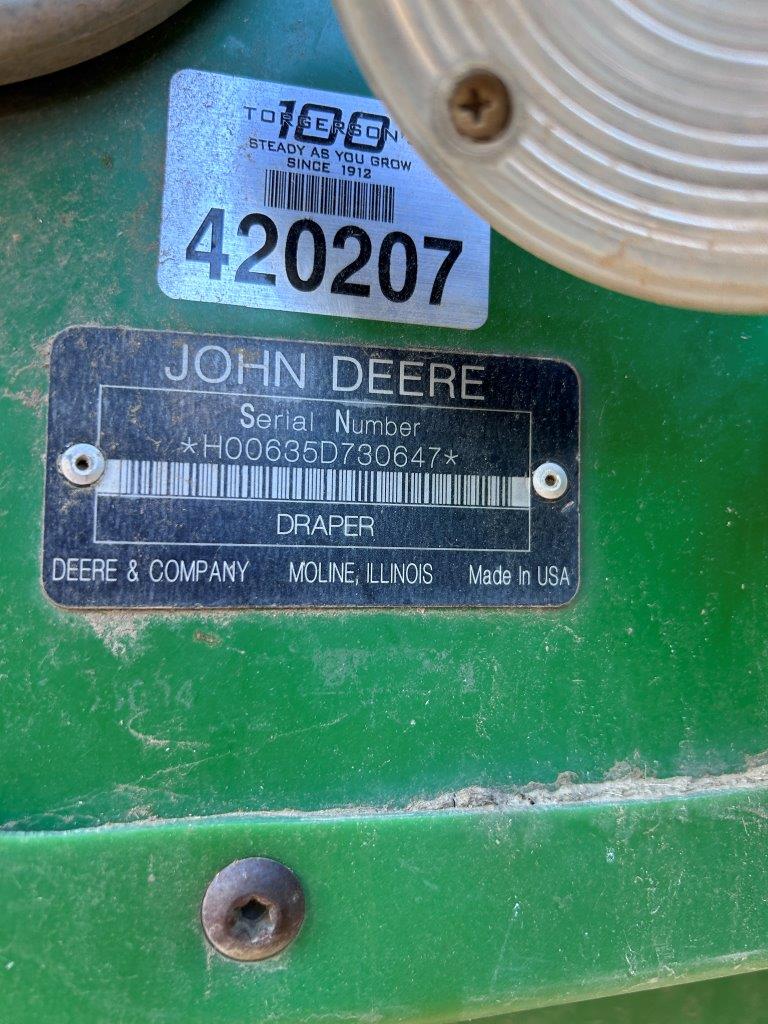 TORGERSON'S
100
STEADY AS YOU GROW
SINCE 1912
420207
JOHN DEERE
Serial Number
*H00635D730647*
DRAPER
DEERE & COMPANY MOLINE, ILLINOIS Made In USA